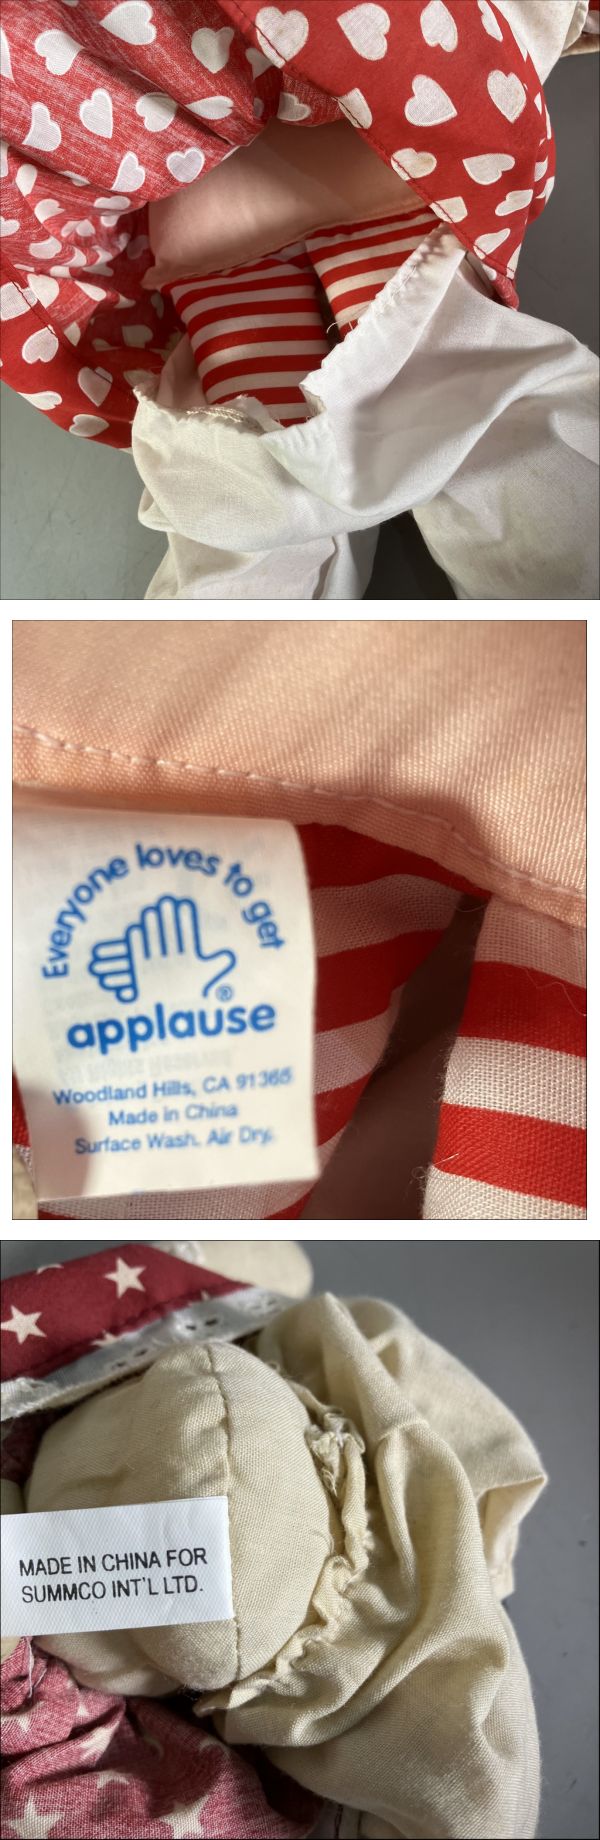 Everyone loves to get
®
applause
Woodland Hills, CA 91365
Made in China
Surface Wash. Air Dry.
MADE IN CHINA FOR
SUMMCO INT'L LTD.